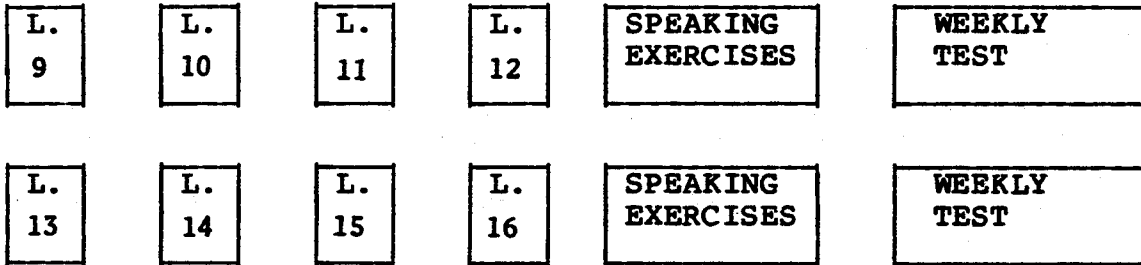 L. L. L. L. SPEAKING WEEKLY
9 10 11 12 EXERCISES TEST
L. L. L. L. SPEAKING WEEKLY
13 14 15 16 EXERCISES TEST